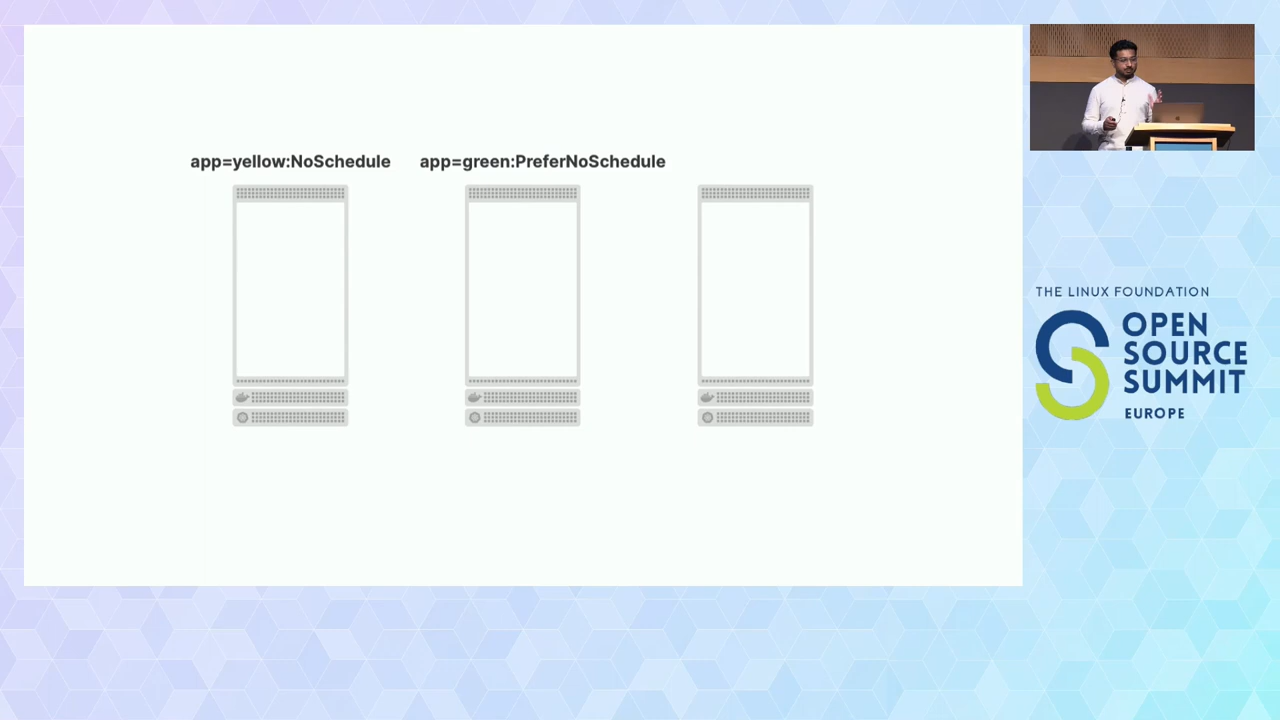 app=yellow:NoSchedule
app=green:PreferNoSchedule
THE LINUX FOUNDATION
OPEN
SOURCE
SUMMIT
EUROPE